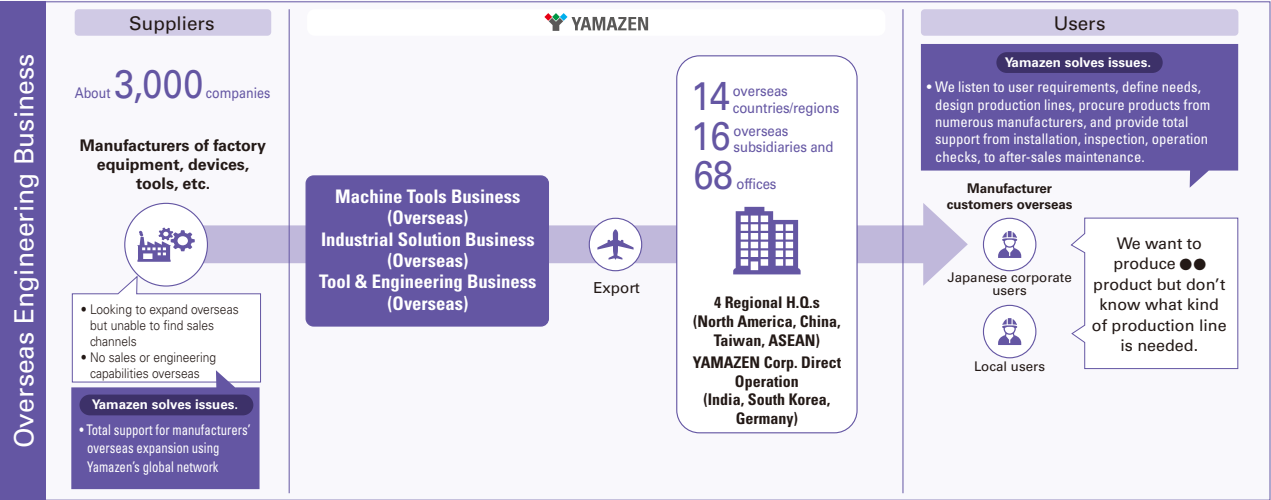 Overseas Engineering Business
Suppliers
About 3,000 companies
Manufacturers of factory
equipment, devices,
tools, etc.
• Looking to expand overseas
but unable to find sales
channels
• No sales or engineering
capabilities overseas
Yamazen solves issues.
• Total support for manufacturers'
overseas expansion using
Yamazen's global network
YAMAZEN
Machine Tools Business
(Overseas)
Industrial Solution Business
(Overseas)
Tool & Engineering Business
(Overseas)
Export
14 overseas
countries/regions
16 overseas
subsidiaries and
68 offices
4 Regional H.Q.s
(North America, China,
Taiwan, ASEAN)
YAMAZEN Corp. Direct
Operation
(India, South Korea,
Germany)
Users
Yamazen solves issues.
• We listen to user requirements, define needs,
design production lines, procure products from
numerous manufacturers, and provide total
support from installation, inspection, operation
checks, to after-sales maintenance.
Manufacturer
customers overseas
Japanese corporate
users
Local users
We want to
produce ●●
product but don't
know what kind
of production line
is needed.